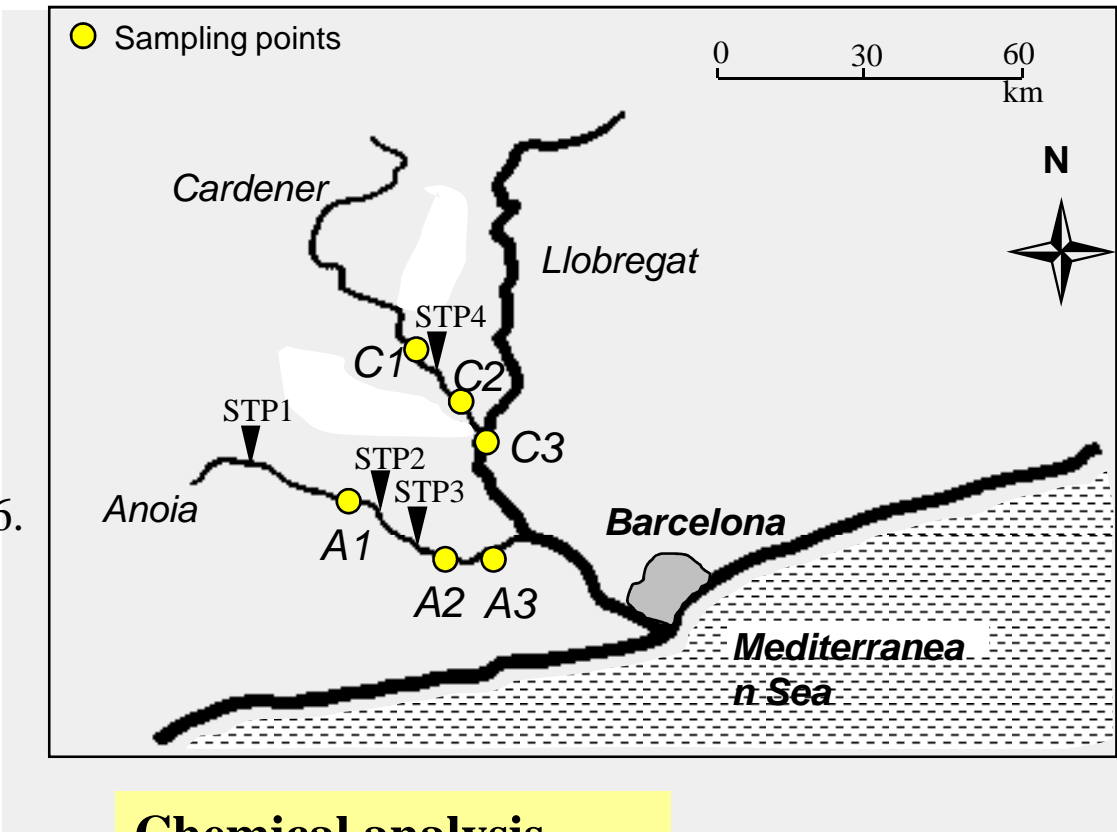 Sampling points
0 30 60
km
N
Cardener
Llobregat
STP4
C1
C2
STP1
C3
STP2
STP3
Anoia
6.
A1
Barcelona
A2 A3
Mediterranea
n Sea
Chemical analysis